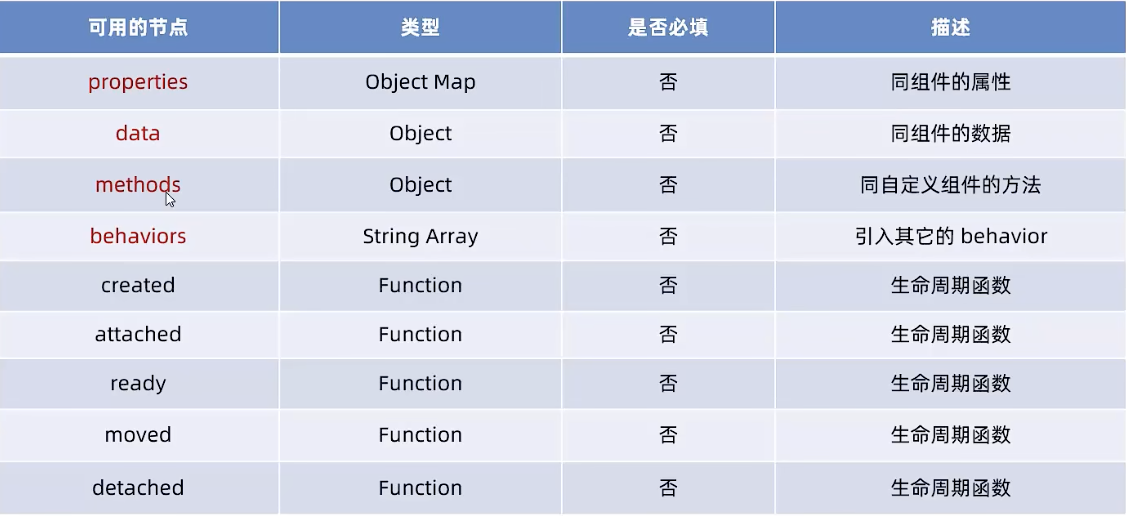 可用的节点 类型 是否必填 描述
properties Object Map 否 同组件的属性
data Object 否 同组件的数据
methods Object 否 同自定义组件的方法
behaviors String Array 否 引入其它的 behavior
created Function 否 生命周期函数
attached Function 否 生命周期函数
ready Function 否 生命周期函数
moved Function 否 生命周期函数
detached Function 否 生命周期函数